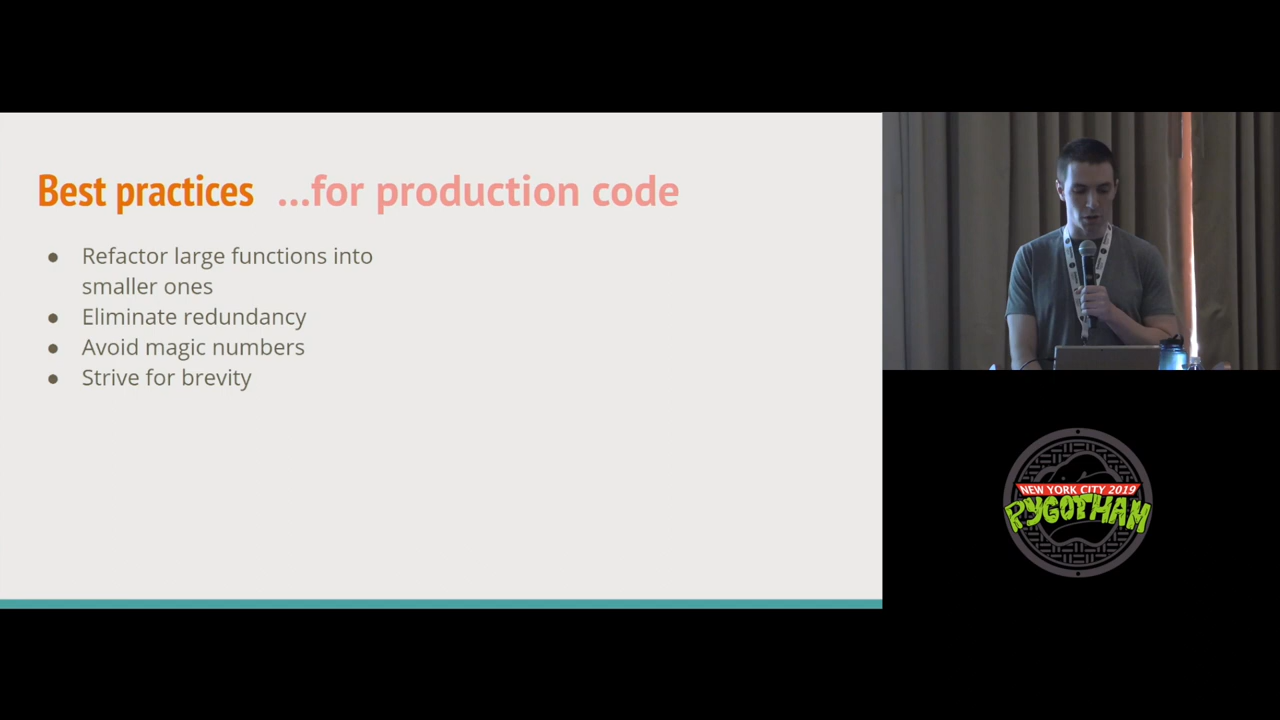 Best practices ...for production code
● Refactor large functions into
smaller ones
● Eliminate redundancy
● Avoid magic numbers
● Strive for brevity
NEW YORK CITY 2019
PYGOTHAM